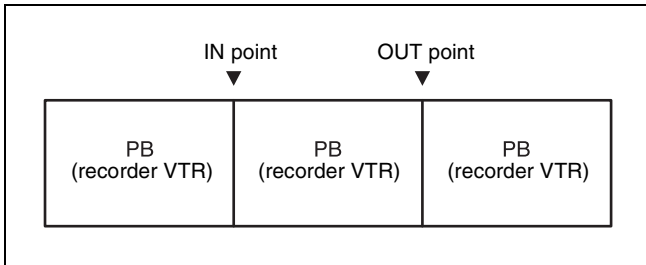 IN point
OUT point
PB
(recorder VTR)
PB
(recorder VTR)
PB
(recorder VTR)